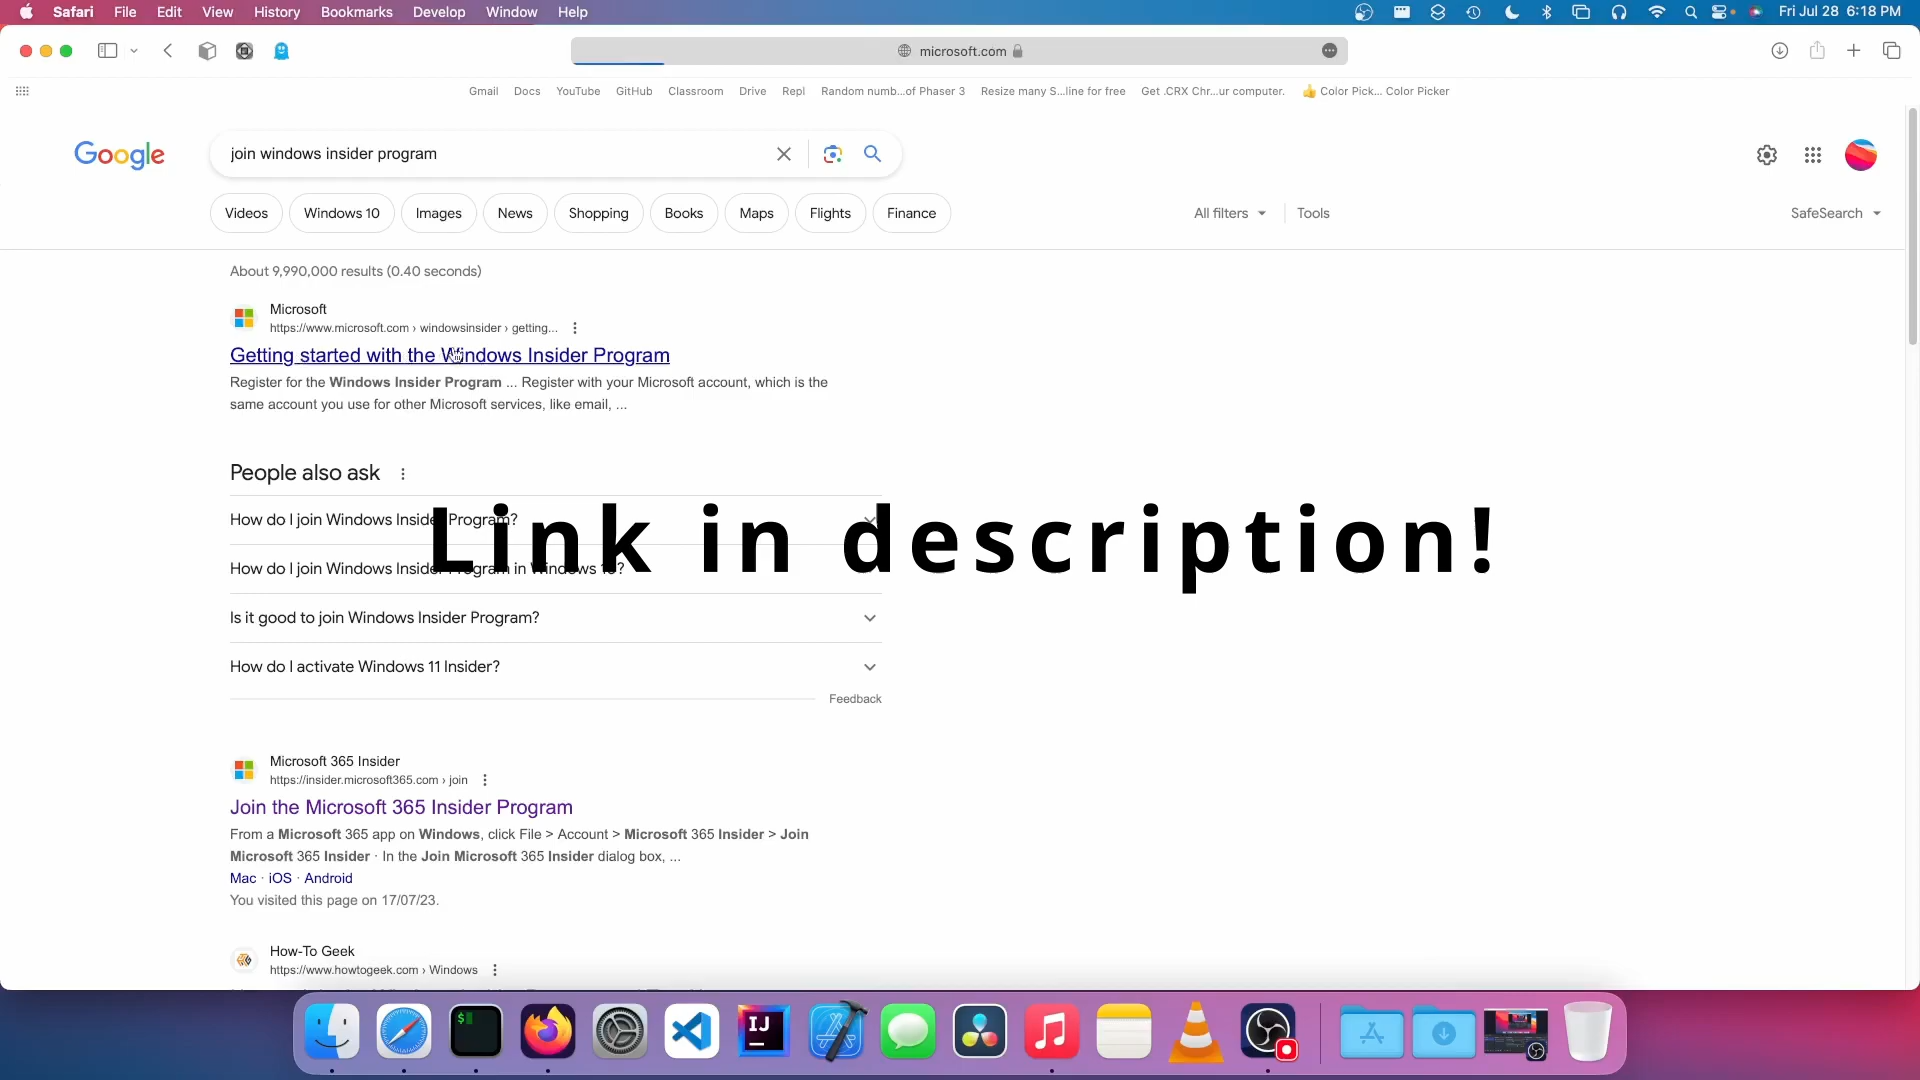 Safari File Edit View History Bookmarks Develop Window Help
Fri Jul 28 6:18 PM
microsoft.com
Gmail Docs YouTube GitHub Classroom Drive Repl Random numb...of Phaser 3 Resize many S...line for free Get .CRX Chr...ur computer. 👍 Color Pick... Color Picker
Google
join windows insider program
Videos Windows 10 Images News Shopping Books Maps Flights Finance
All filters Tools SafeSearch
About 9,990,000 results (0.40 seconds)
Microsoft
https://www.microsoft.com › windowsinsider › getting...
Getting started with the Windows Insider Program
Register for the Windows Insider Program ... Register with your Microsoft account, which is the
same account you use for other Microsoft services, like email, ...
People also ask
How do I join Windows Insider Program?
Link in description!
How do I join Windows Insider Program in Windows 10?
Is it good to join Windows Insider Program?
How do I activate Windows 11 Insider?
Feedback
Microsoft 365 Insider
https://insider.microsoft365.com › join
Join the Microsoft 365 Insider Program
From a Microsoft 365 app on Windows, click File > Account > Microsoft 365 Insider > Join
Microsoft 365 Insider · In the Join Microsoft 365 Insider dialog box, ...
Mac · iOS · Android
You visited this page on 17/07/23.
How-To Geek
https://www.howtogeek.com › Windows
$
IJ